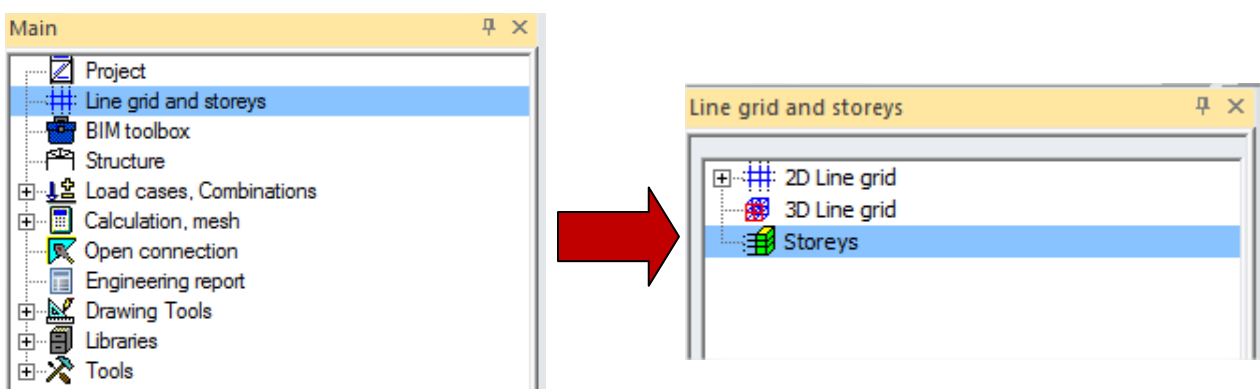 Main
Project
Line grid and storeys
BIM toolbox
Structure
Load cases, Combinations
Calculation, mesh
Open connection
Engineering report
Drawing Tools
Libraries
Tools
Line grid and storeys
2D Line grid
3D Line grid
Storeys